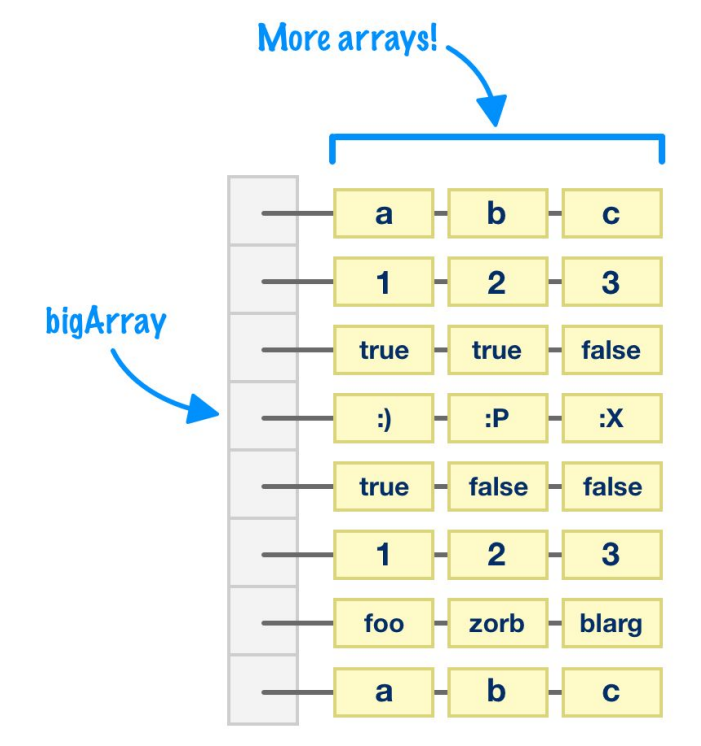 More arrays!
a b c
1 2 3
bigArray
true true false
:) :P :X
true false false
1 2 3
foo zorb blarg
a b c